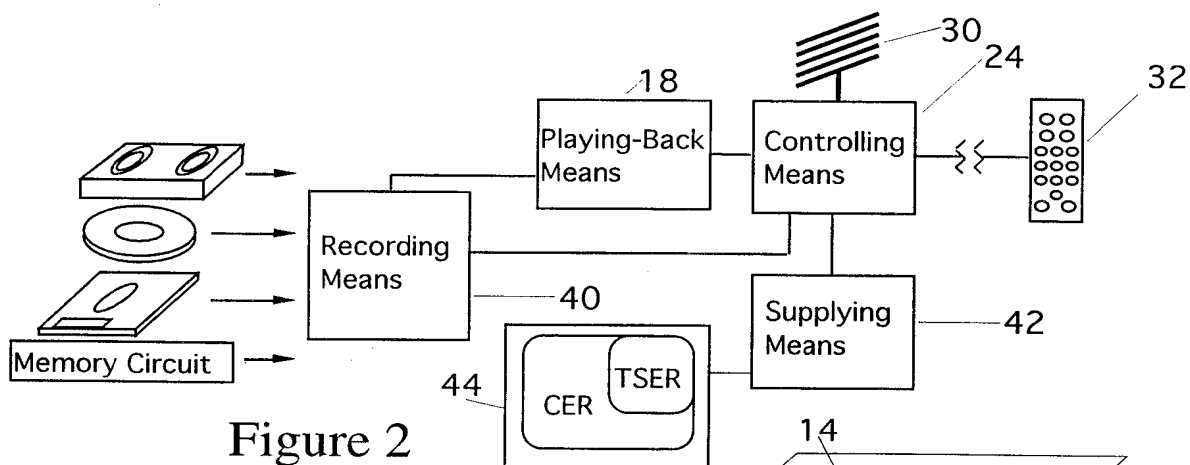 30
24
18
32
Playing-Back
Means
Controlling
Means
Recording
Means
40
Supplying
Means
42
Memory Circuit
TSER
CER
44
Figure 2
14